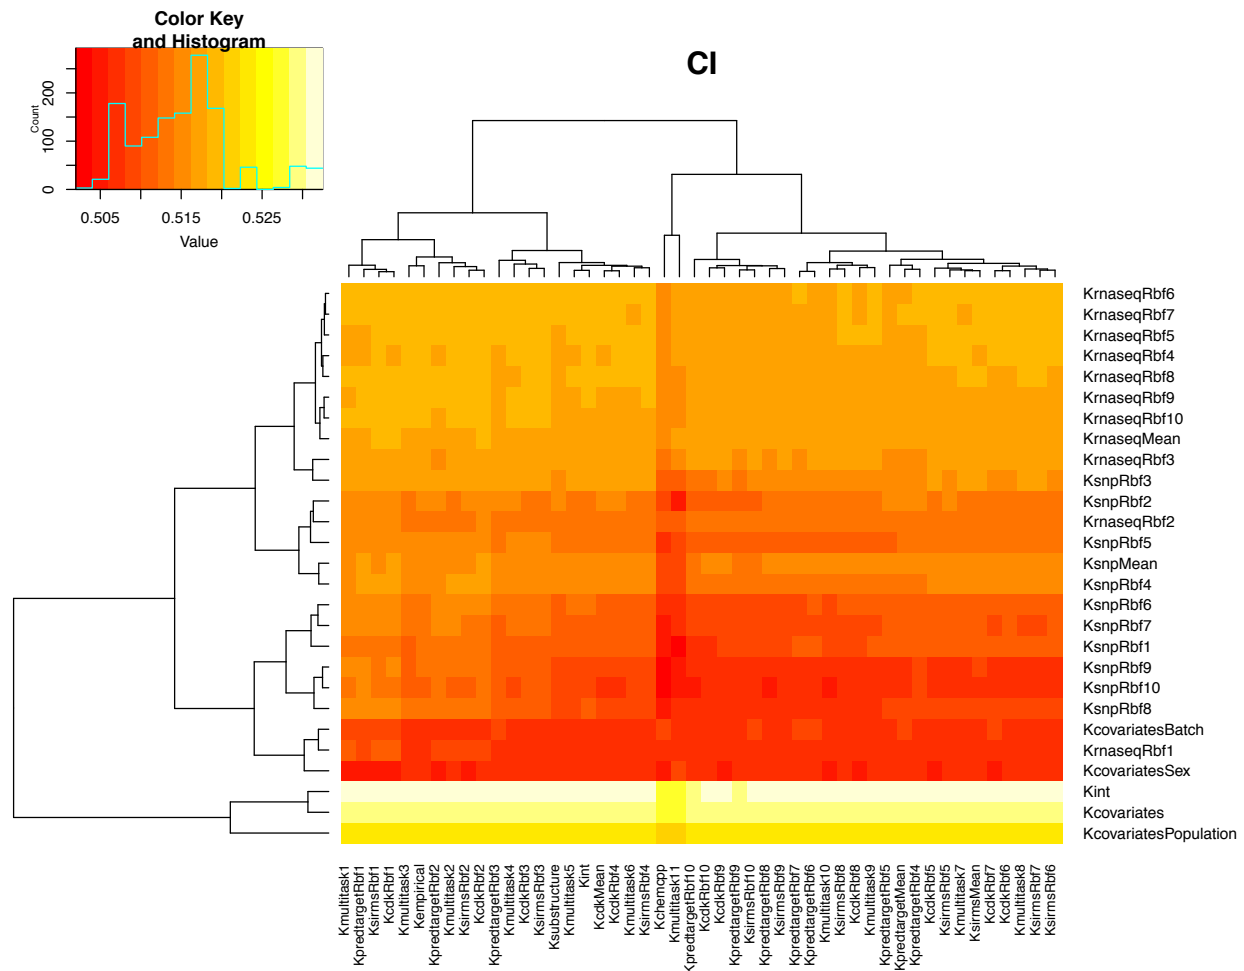 Color Key
and Histogram
CI
Count
0
100
200
0.505
0.515
0.525
Value
KrnaseqRbf6
KrnaseqRbf7
KrnaseqRbf5
KrnaseqRbf4
KrnaseqRbf8
KrnaseqRbf9
KrnaseqRbf10
KrnaseqMean
KrnaseqRbf3
KsnpRbf3
KsnpRbf2
KrnaseqRbf2
KsnpRbf5
KsnpMean
KsnpRbf4
KsnpRbf6
KsnpRbf7
KsnpRbf1
KsnpRbf9
KsnpRbf10
KsnpRbf8
KcovariatesBatch
KrnaseqRbf1
KcovariatesSex
Kint
Kcovariates
KcovariatesPopulation
Kmultitask1
KpredtargetRbf1
KsirmsRbf1
KcdkRbf1
Kmultitask3
Kempirical
KpredtargetRbf2
Kmultitask2
KsirmsRbf2
KcdkRbf2
KpredtargetRbf3
Kmultitask4
KcdkRbf3
KsirmsRbf3
Ksubstructure
Kmultitask5
Kint
KcdkMean
KcdkRbf4
Kmultitask6
KsirmsRbf4
Kchemcpp
Kmultitask11
KpredtargetRbf10
KcdkRbf10
KcdkRbf9
KpredtargetRbf9
KsirmsRbf10
KpredtargetRbf8
KsirmsRbf9
KpredtargetRbf7
KpredtargetRbf6
Kmultitask10
KsirmsRbf8
KcdkRbf8
Kmultitask9
KpredtargetRbf5
KpredtargetMean
KpredtargetRbf4
KcdkRbf5
KsirmsRbf5
Kmultitask7
KsirmsMean
KcdkRbf7
KcdkRbf6
Kmultitask8
KsirmsRbf7
KsirmsRbf6